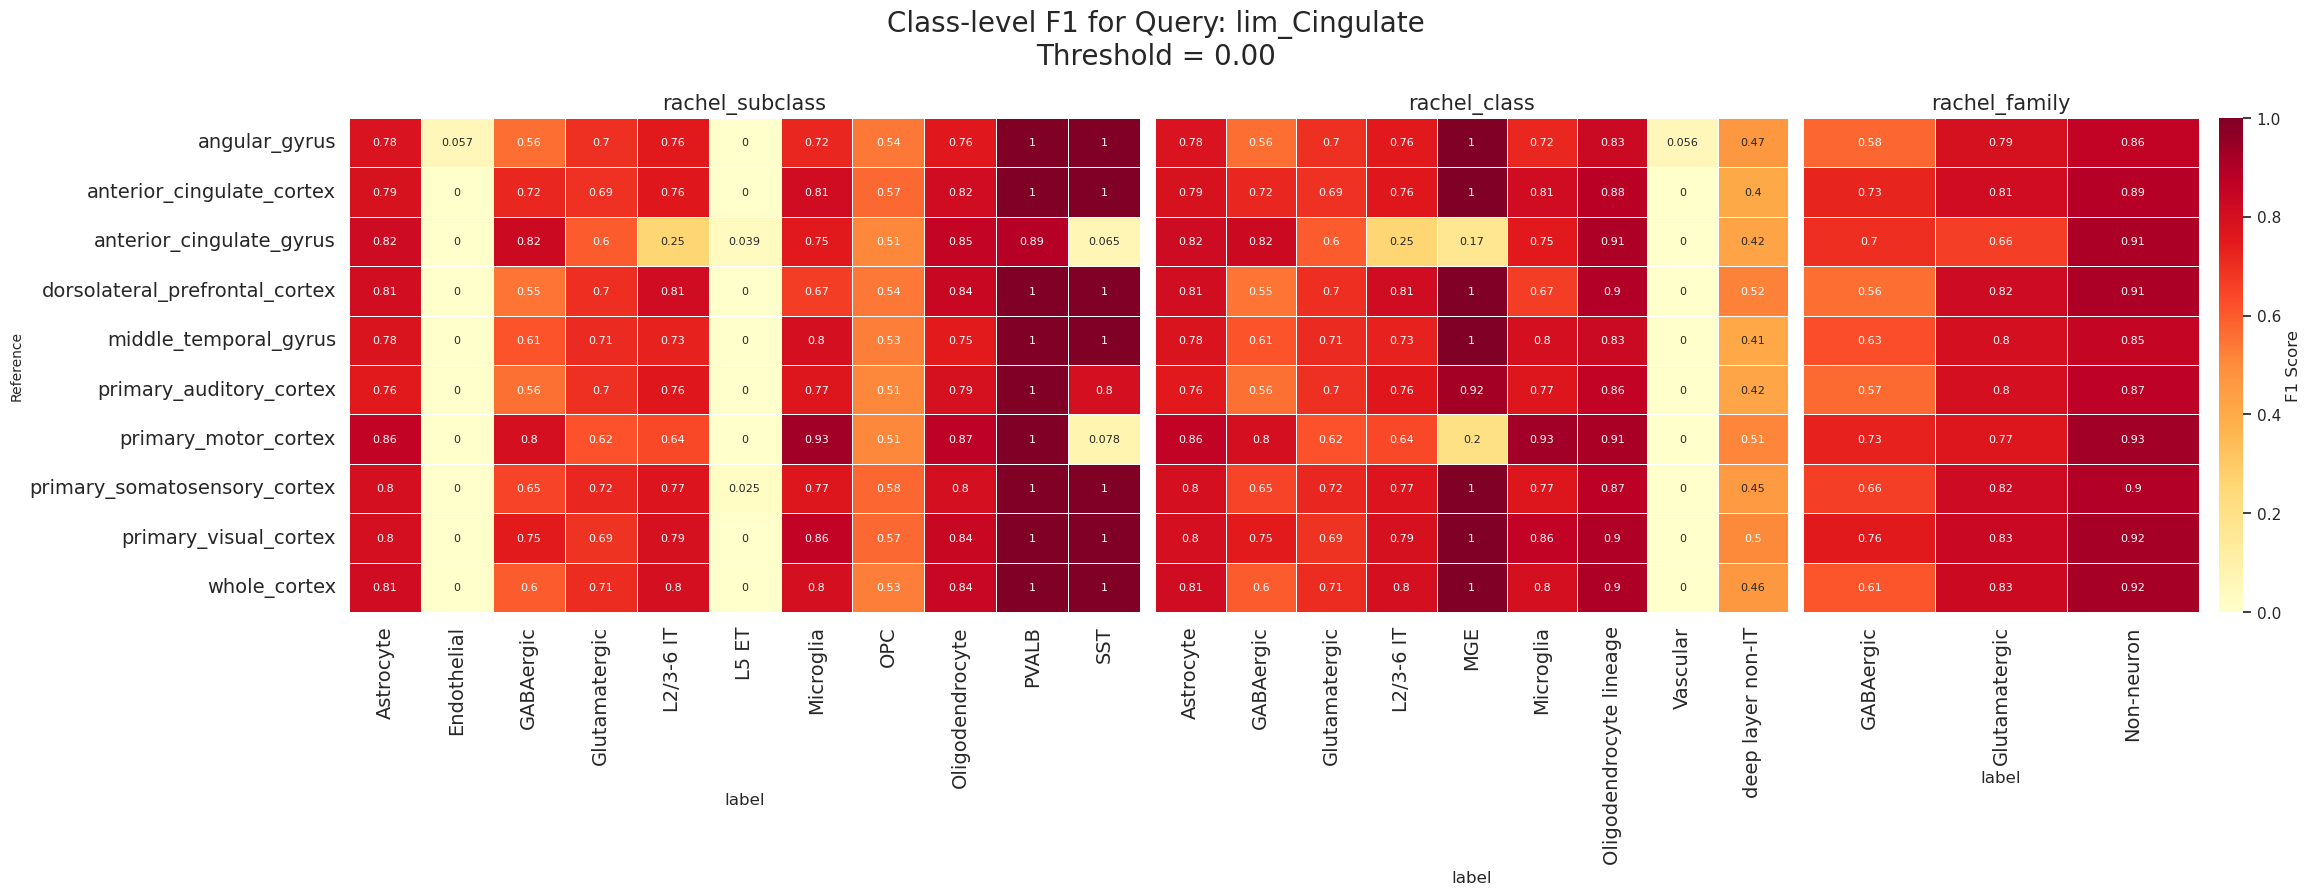 Class-level F1 for Query: lim_Cingulate
Threshold = 0.00
rachel_subclass rachel_class rachel_family
Reference
angular_gyrus 0.78 0.057 0.56 0.7 0.76 0 0.72 0.54 0.76 1 1 0.78 0.56 0.7 0.76 1 0.72 0.83 0.056 0.47 0.58 0.79 0.86
anterior_cingulate_cortex 0.79 0 0.72 0.69 0.76 0 0.81 0.57 0.82 1 1 0.79 0.72 0.69 0.76 1 0.81 0.88 0 0.4 0.73 0.81 0.89
anterior_cingulate_gyrus 0.82 0 0.82 0.6 0.25 0.039 0.75 0.51 0.85 0.89 0.065 0.82 0.82 0.6 0.25 0.17 0.75 0.91 0 0.42 0.7 0.66 0.91
dorsolateral_prefrontal_cortex 0.81 0 0.55 0.7 0.81 0 0.67 0.54 0.84 1 1 0.81 0.55 0.7 0.81 1 0.67 0.9 0 0.52 0.56 0.82 0.91
middle_temporal_gyrus 0.78 0 0.61 0.71 0.73 0 0.8 0.53 0.75 1 1 0.78 0.61 0.71 0.73 1 0.8 0.83 0 0.41 0.63 0.8 0.85
primary_auditory_cortex 0.76 0 0.56 0.7 0.76 0 0.77 0.51 0.79 1 0.8 0.76 0.56 0.7 0.76 0.92 0.77 0.86 0 0.42 0.57 0.8 0.87
primary_motor_cortex 0.86 0 0.8 0.62 0.64 0 0.93 0.51 0.87 1 0.078 0.86 0.8 0.62 0.64 0.2 0.93 0.91 0 0.51 0.73 0.77 0.93
primary_somatosensory_cortex 0.8 0 0.65 0.72 0.77 0.025 0.77 0.58 0.8 1 1 0.8 0.65 0.72 0.77 1 0.77 0.87 0 0.45 0.66 0.82 0.9
primary_visual_cortex 0.8 0 0.75 0.69 0.79 0 0.86 0.57 0.84 1 1 0.8 0.75 0.69 0.79 1 0.86 0.9 0 0.5 0.76 0.83 0.92
whole_cortex 0.81 0 0.6 0.71 0.8 0 0.8 0.53 0.84 1 1 0.81 0.6 0.71 0.8 1 0.8 0.9 0 0.46 0.61 0.83 0.92
Astrocyte
Endothelial
GABAergic
Glutamatergic
L2/3-6 IT
L5 ET
Microglia
OPC
Oligodendrocyte
PVALB
SST
label
Astrocyte
GABAergic
Glutamatergic
L2/3-6 IT
MGE
Microglia
Oligodendrocyte lineage
Vascular
deep layer non-IT
label
GABAergic
Glutamatergic
Non-neuron
label
1.0
0.8
0.6
0.4
0.2
0.0
F1 Score